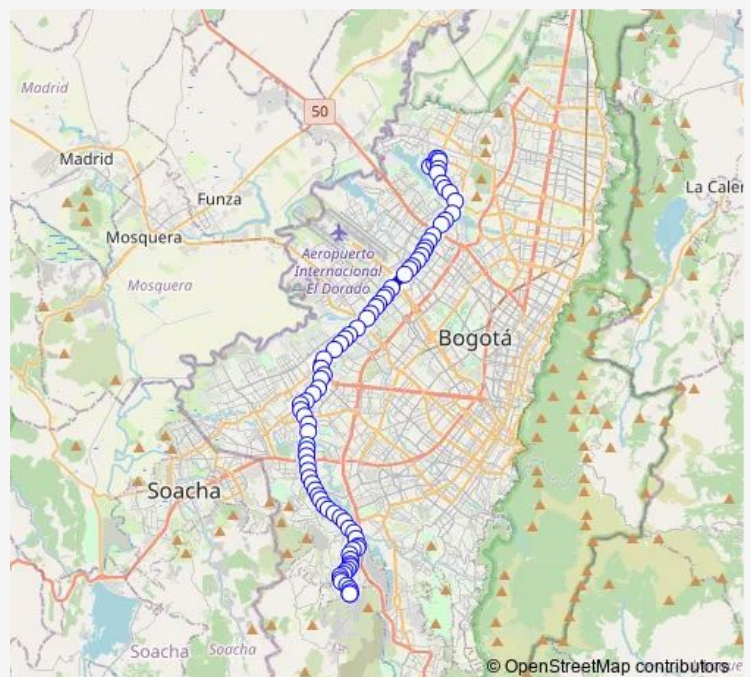 Madrid
50
Madrid
La Caler
Funza
Mosquera
Aeropuerto
Internacional
El Dorado
Mosquera
Bogotá
Soacha
Soacha
Soacha
© OpenStreetMap contributors